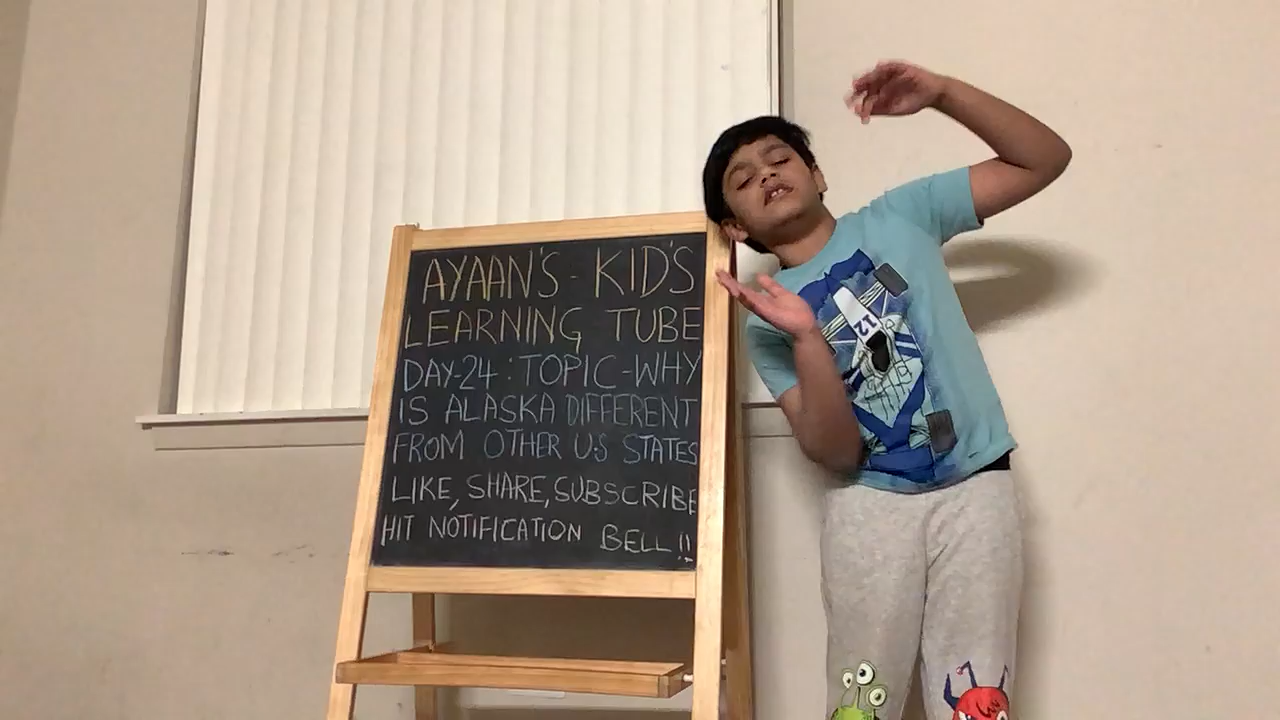 AYAAN'S - KID'S
LEARNING TUBE
DAY-24 : TOPIC - WHY
IS ALASKA DIFFERENT
FROM OTHER U.S STATES
LIKE, SHARE, SUBSCRIBE
HIT NOTIFICATION BELL !!
12